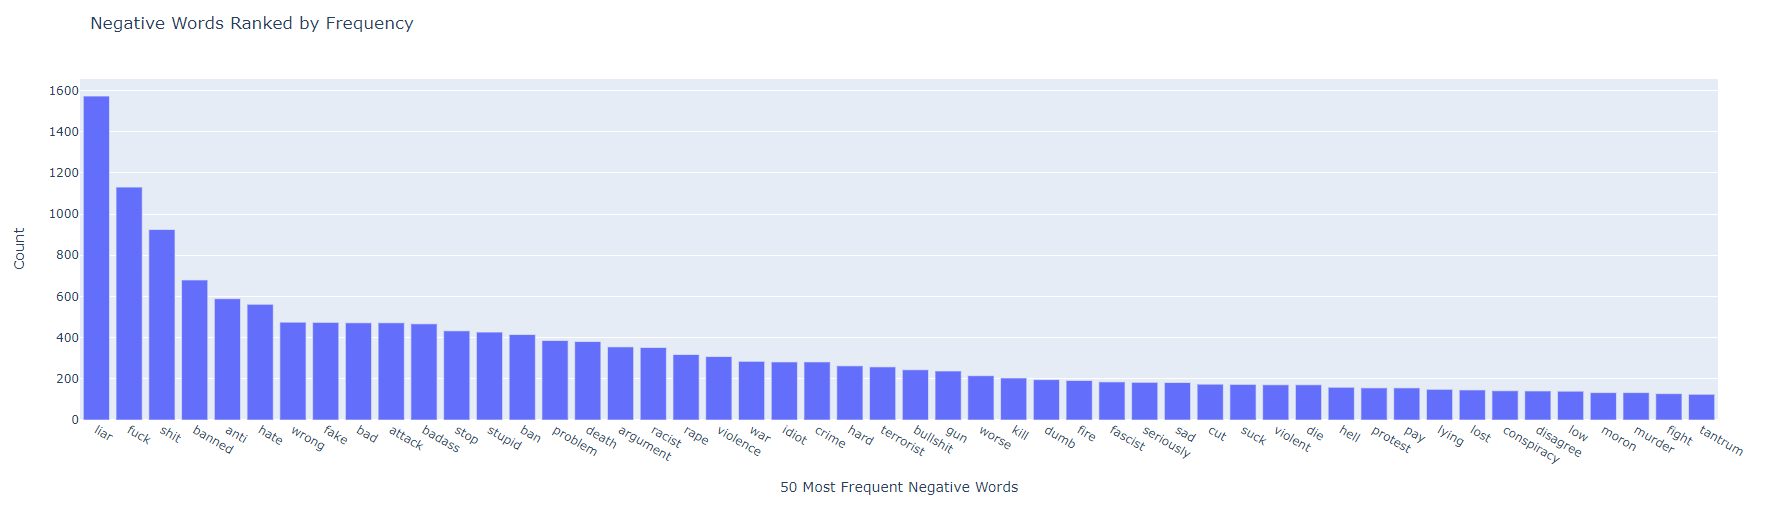 Negative Words Ranked by Frequency
1600
1400
1200
1000
800
600
400
200
0
Count
liar
fuck
shit
banned
anti
hate
wrong
fake
bad
attack
badass
stop
stupid
ban
problem
death
argument
racist
rape
violence
war
idiot
crime
hard
terrorist
bullshit
gun
worse
kill
dumb
fire
fascist
seriously
sad
cut
suck
violent
die
hell
protest
pay
lying
lost
conspiracy
disagree
low
moron
murder
fight
tantrum
50 Most Frequent Negative Words